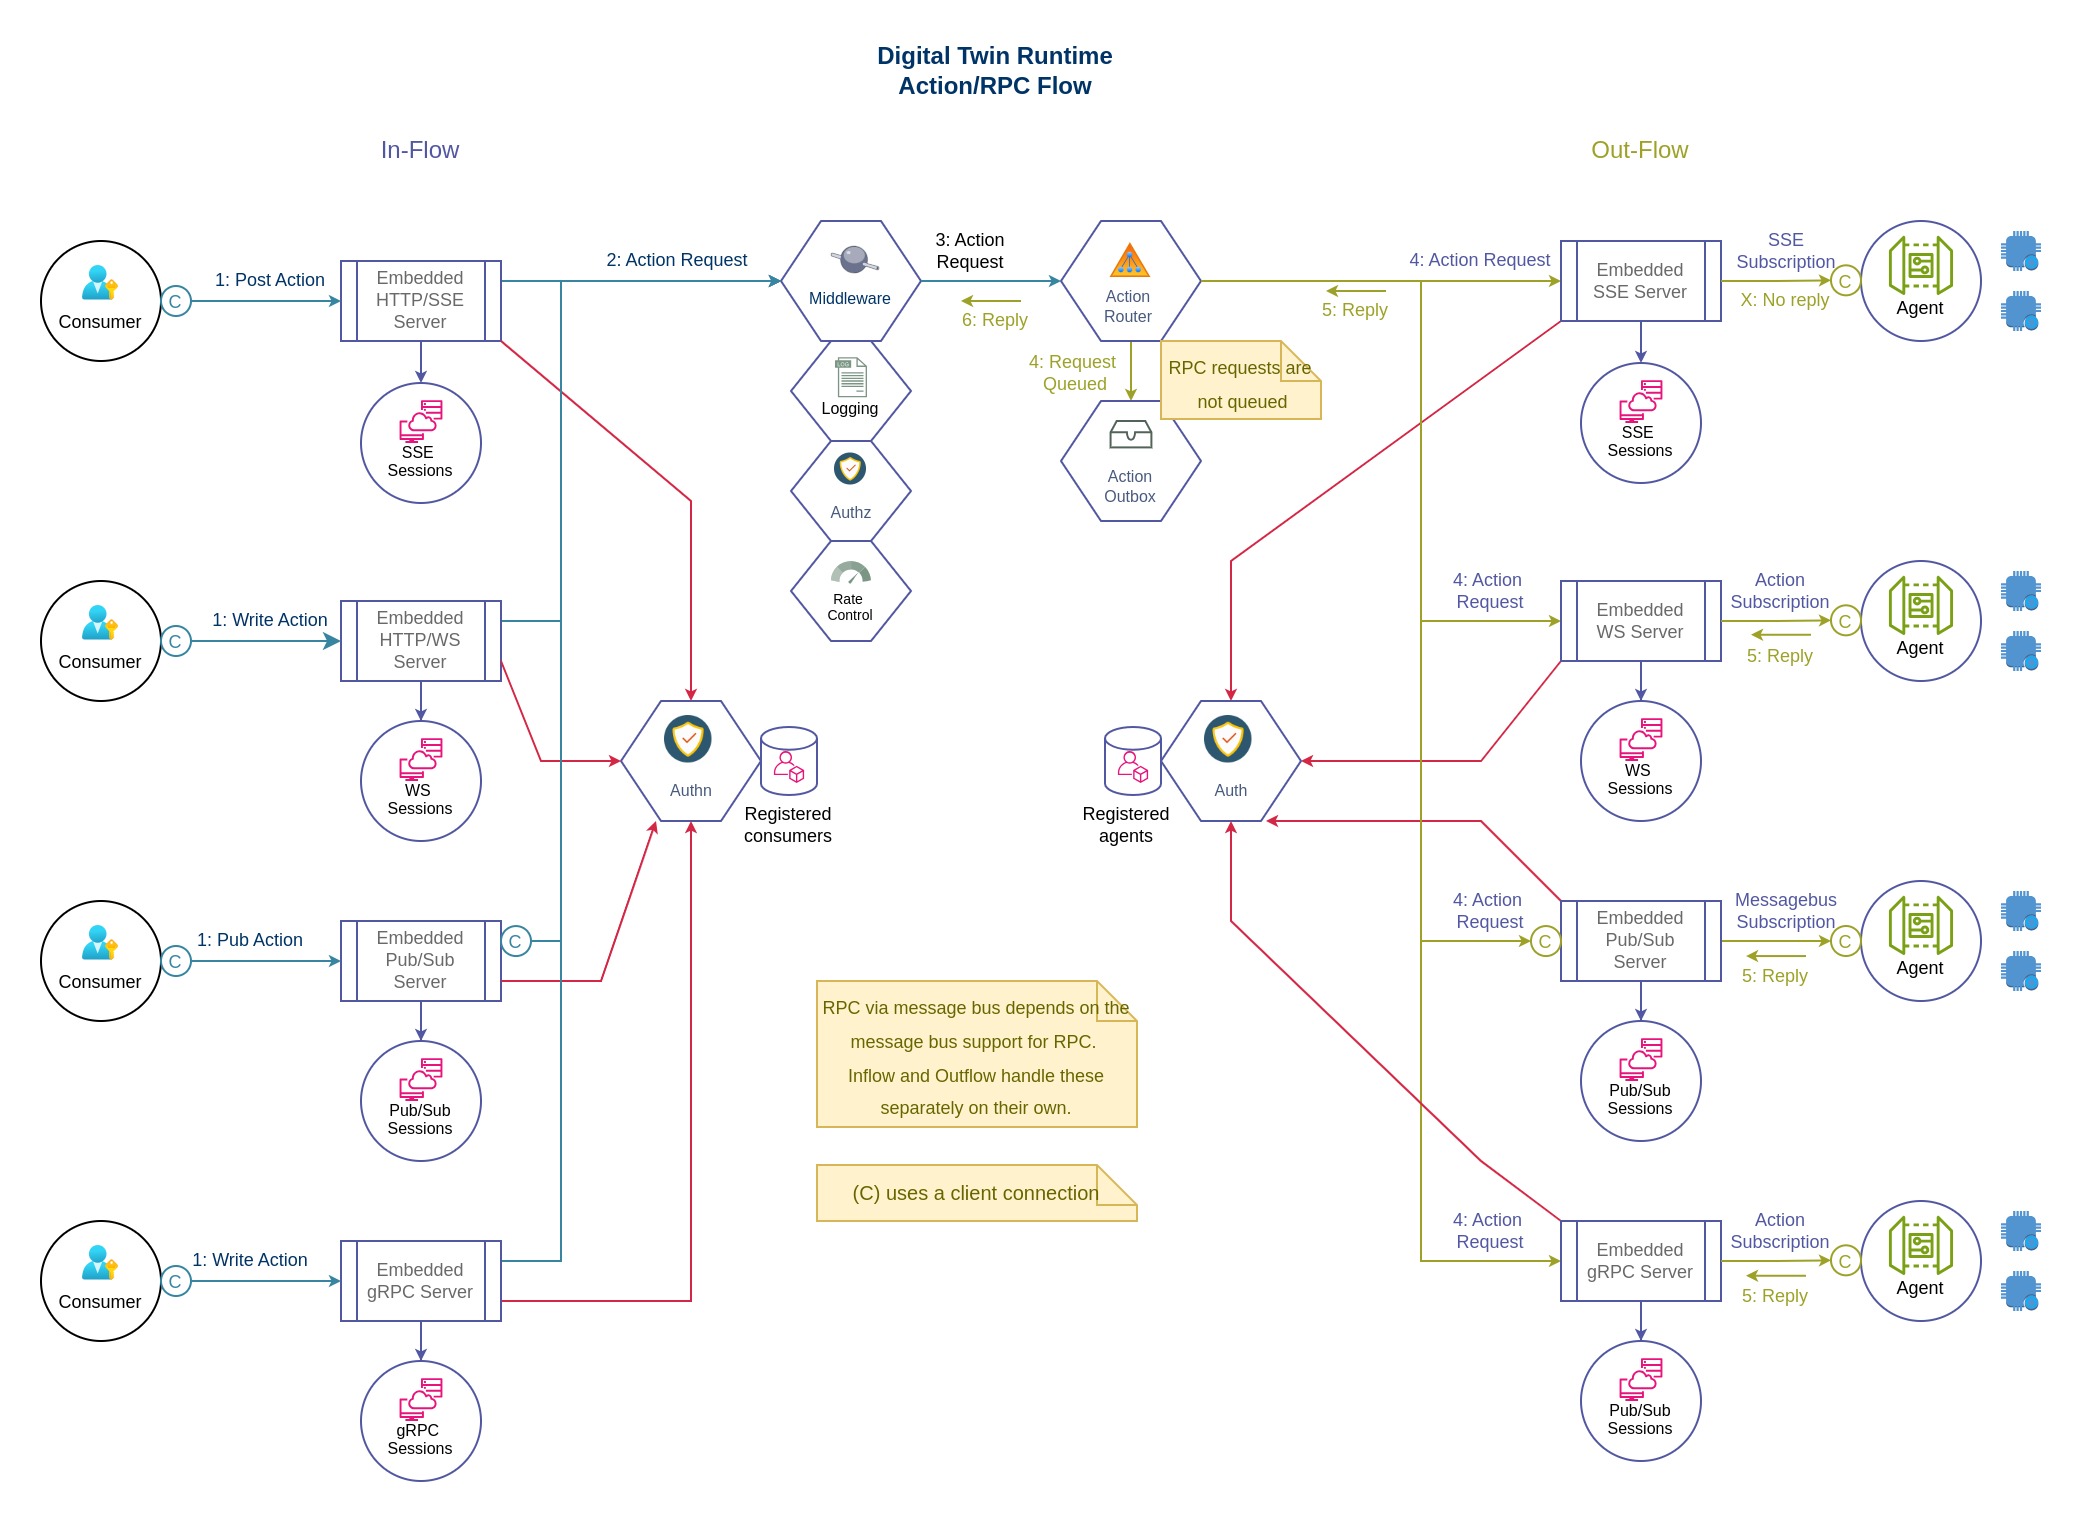 Digital Twin Runtime
Action/RPC Flow
In-Flow
Out-Flow
Consumer
C
1: Post Action
Embedded
HTTP/SSE
Server
SSE
Sessions
2: Action Request
Middleware
3: Action
Request
6: Reply
Action
Router
4: Request
Queued
RPC requests are
not queued
Action
Outbox
LOG
Logging
Authz
Rate
Control
5: Reply
4: Action Request
Embedded
SSE Server
SSE
Subscription
X: No reply
C
Agent
SSE
Sessions
Consumer
C
1: Write Action
Embedded
HTTP/WS
Server
WS
Sessions
Authn
Registered
consumers
Registered
agents
Auth
4: Action
Request
Embedded
WS Server
Action
Subscription
5: Reply
C
Agent
WS
Sessions
Consumer
C
1: Pub Action
Embedded
Pub/Sub
Server
C
Pub/Sub
Sessions
RPC via message bus depends on the
message bus support for RPC.
Inflow and Outflow handle these
separately on their own.
(C) uses a client connection
4: Action
Request
C
Embedded
Pub/Sub
Server
Messagebus
Subscription
5: Reply
C
Agent
Pub/Sub
Sessions
Consumer
C
1: Write Action
Embedded
gRPC Server
gRPC
Sessions
4: Action
Request
Embedded
gRPC Server
Action
Subscription
5: Reply
C
Agent
Pub/Sub
Sessions